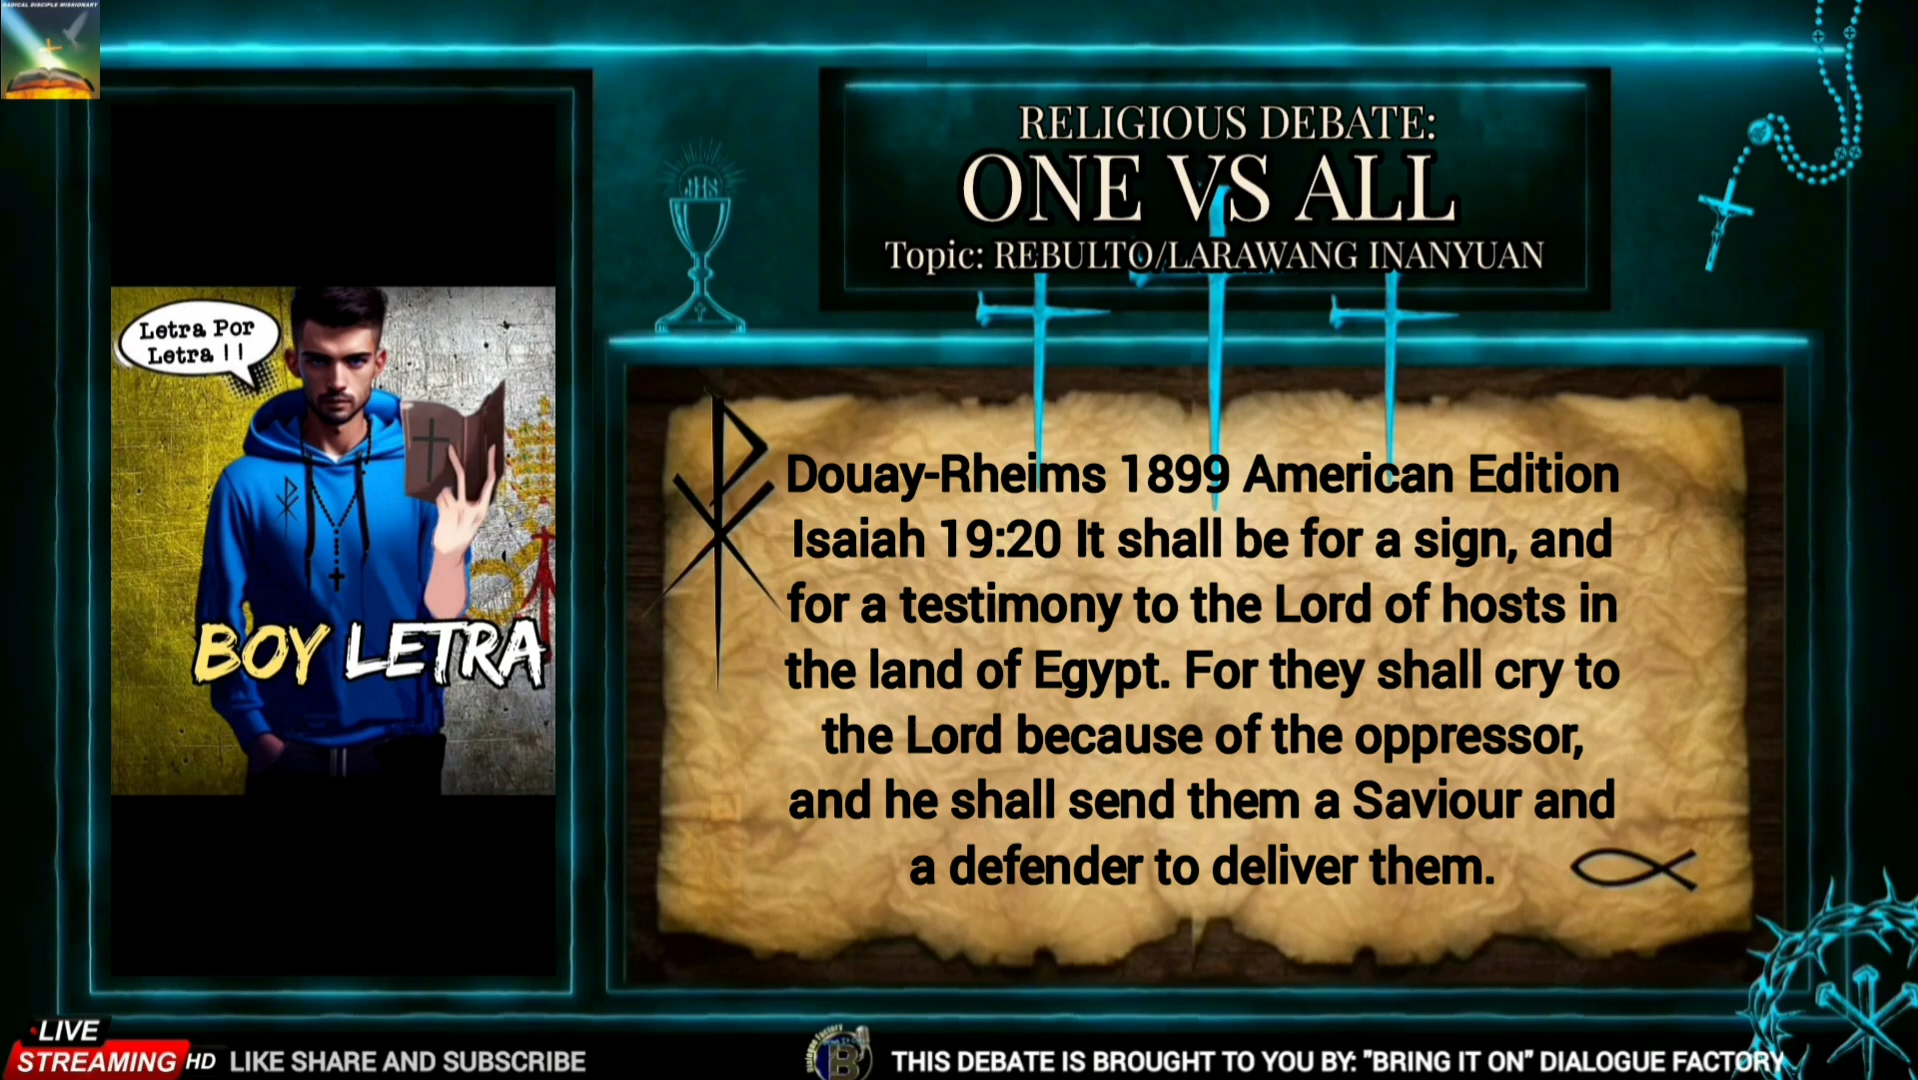 RADICAL DISCIPLE MISSIONARY
RELIGIOUS DEBATE:
ONE VS ALL
Topic: REBULTO/LARAWANG INANYUAN
JHS
Letra Por
Letra !!
BOY LETRA
Douay-Rheims 1899 American Edition
Isaiah 19:20 It shall be for a sign, and
for a testimony to the Lord of hosts in
the land of Egypt. For they shall cry to
the Lord because of the oppressor,
and he shall send them a Saviour and
a defender to deliver them.
LIVE
STREAMING HD
LIKE SHARE AND SUBSCRIBE
B
THIS DEBATE IS BROUGHT TO YOU BY: "BRING IT ON" DIALOGUE FACTORY